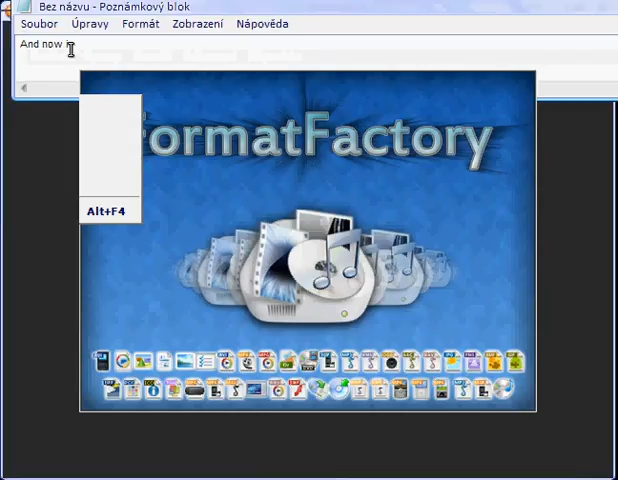 Bez názvu - Poznámkový blok
Soubor Úpravy Formát Zobrazení Nápověda
And now i
FormatFactory
Alt+F4